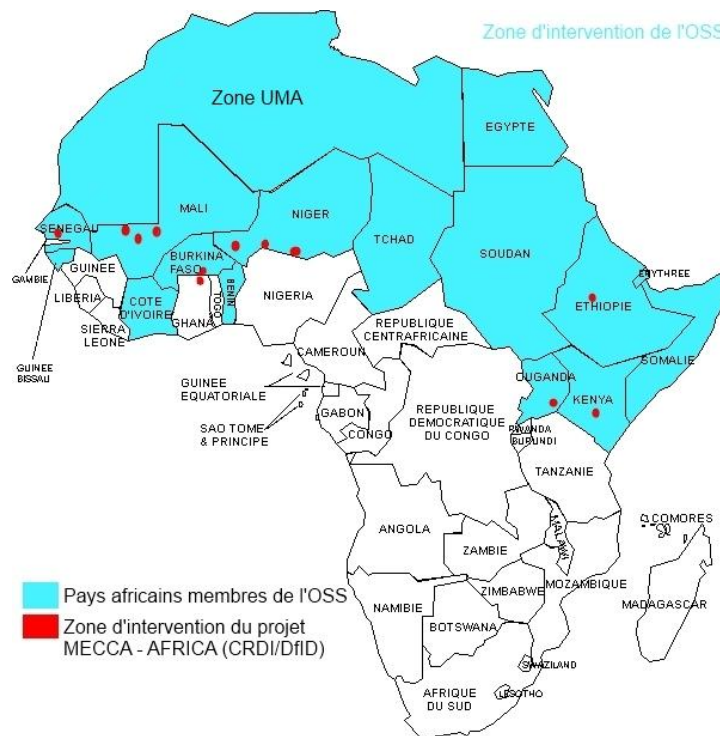 Zone d'intervention de l'OSS
Zone UMA
EGYPTE
MALI
NIGER
SENEGAL
TCHAD
SOUDAN
BURKINA
FASO
GAMBIE
GUINEE
BENIN
ERYTHREE
LIBERIA
COTE
D'IVOIRE
TOGO
NIGERIA
ETHIOPIE
SIERRA
LEONE
GHANA
REPUBLIQUE
CENTRAFRICAINE
CAMEROUN
SOMALIE
GUINEE
BISSAU
GUINEE
EQUATORIALE
OUGANDA
KENYA
GABON
REPUBLIQUE
DEMOCRATIQUE
DU CONGO
SAO TOME
& PRINCIPE
CONGO
RWANDA
BURUNDI
TANZANIE
COMORES
ANGOLA
MALAWI
ZAMBIE
MOZAMBIQUE
ZIMBABWE
MADAGASCAR
NAMIBIE
BOTSWANA
SWAZILAND
LESOTHO
AFRIQUE
DU SUD
Pays africains membres de l'OSS
Zone d'intervention du projet
MECCA - AFRICA (CRDI/DfID)